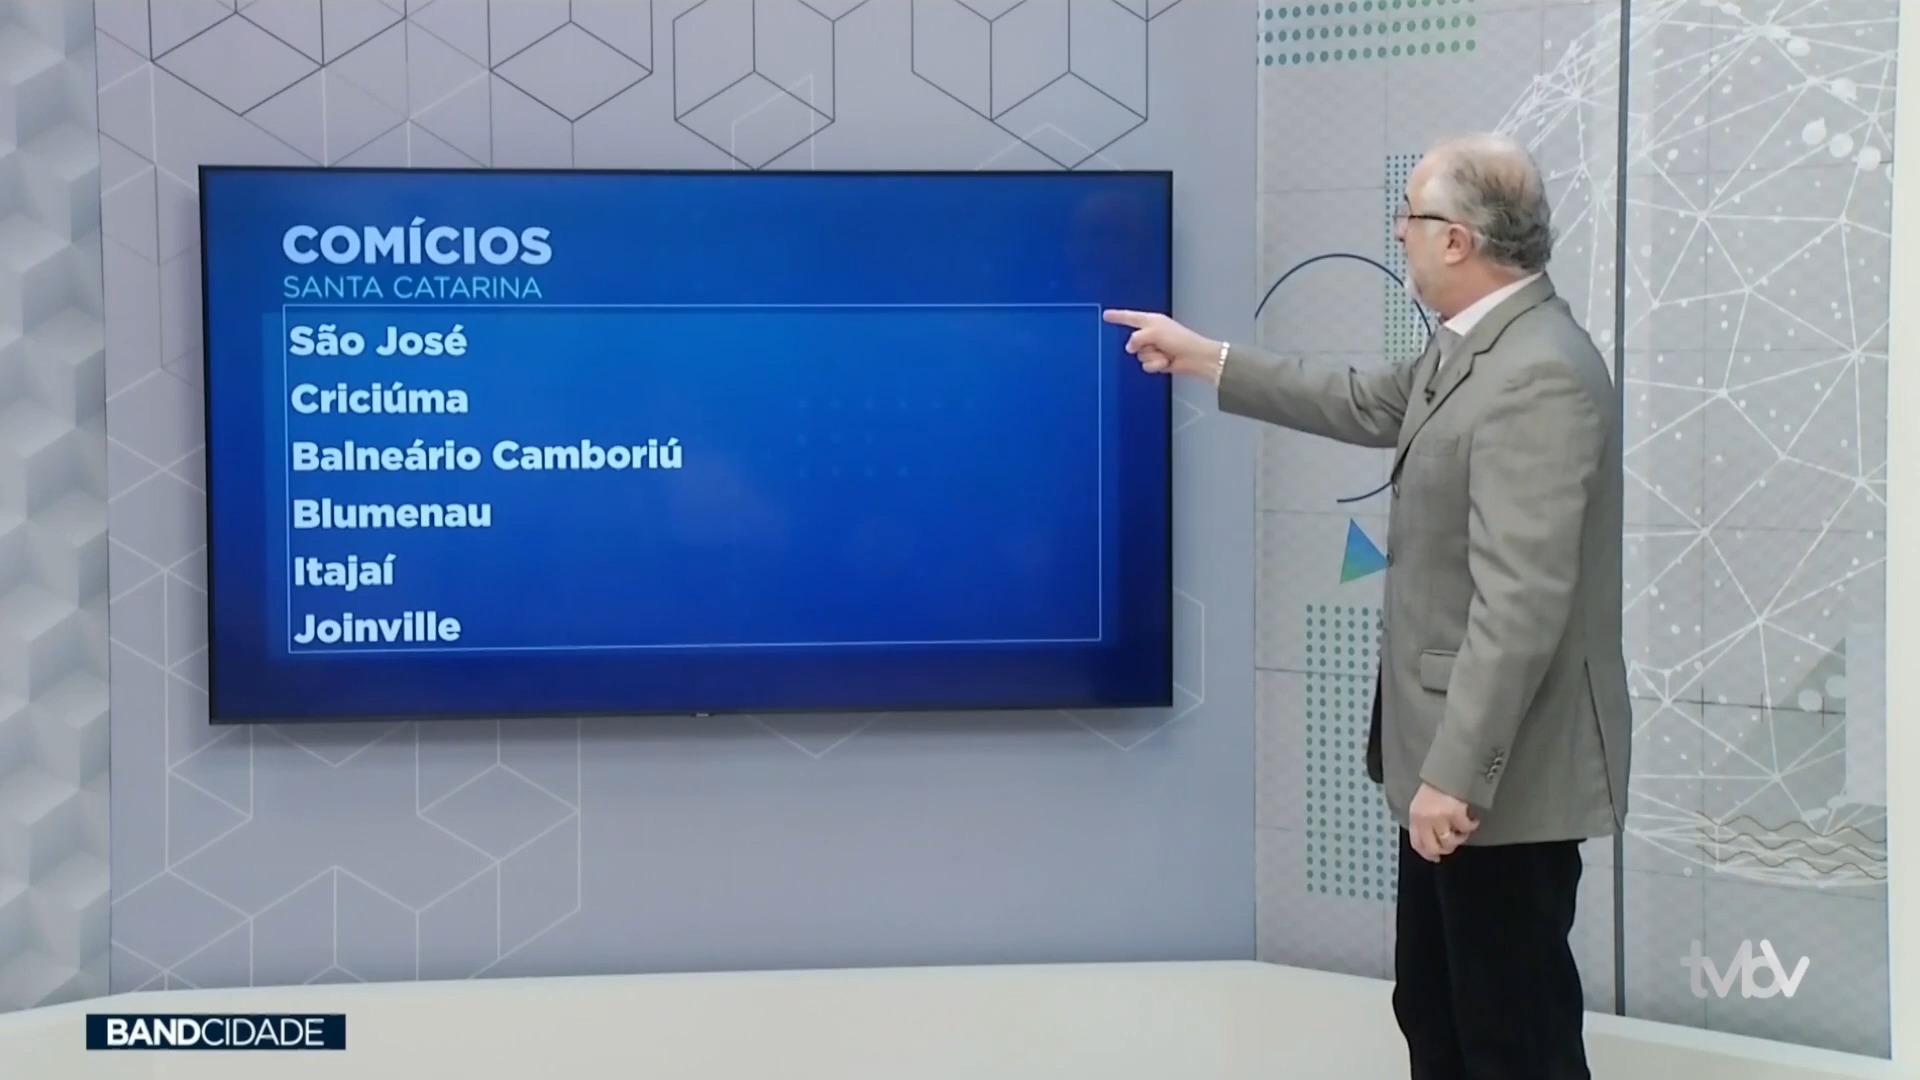 COMÍCIOS
SANTA CATARINA
São José
Criciúma
Balneário Camboriú
Blumenau
Itajaí
Joinville
tvbv
BANDCIDADE